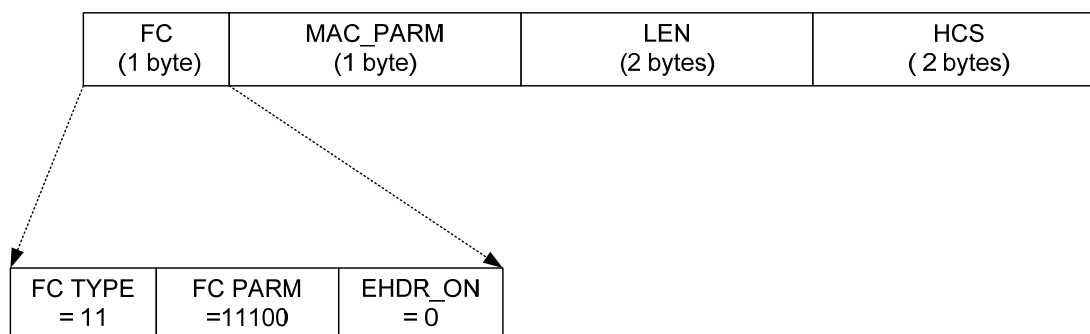 FC
(1 byte)
MAC_PARM
(1 byte)
LEN
(2 bytes)
HCS
( 2 bytes)
FC TYPE
= 11
FC PARM
=11100
EHDR_ON
= 0